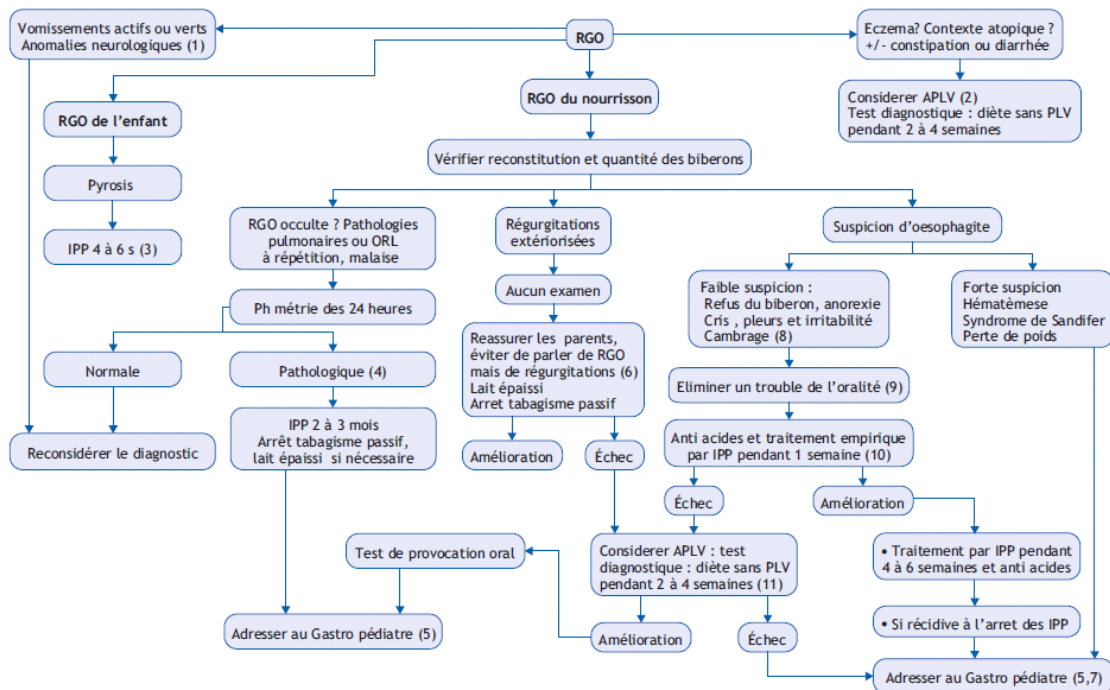 Vomissements actifs ou verts
Anomalies neurologiques (1)
RGO
Eczema? Contexte atopique ?
+/- constipation ou diarrhée
Considerer APLV (2)
Test diagnostique : diète sans PLV
pendant 2 à 4 semaines
RGO de l'enfant
RGO du nourrisson
Pyrosis
Vérifier reconstitution et quantité des biberons
IPP 4 à 6 s (3)
RGO occulte ? Pathologies
pulmonaires ou ORL
à répétition, malaise
Régurgitations
extériorisées
Suspicion d'oesophagite
Ph métrie des 24 heures
Aucun examen
Faible suspicion :
Refus du biberon, anorexie
Cris , pleurs et irritabilité
Cambrage (8)
Forte suspicion
Hématèmese
Syndrome de Sandifer
Perte de poids
Normale
Pathologique (4)
Reassurer les parents,
éviter de parler de RGO
mais de régurgitations (6)
Lait épaissi
Arret tabagisme passif
Eliminer un trouble de l'oralité (9)
Reconsidérer le diagnostic
IPP 2 à 3 mois
Arrêt tabagisme passif,
lait épaissi si nécessaire
Amélioration
Échec
Anti acides et traitement empirique
par IPP pendant 1 semaine (10)
Échec
Amélioration
Test de provocation oral
Considerer APLV : test
diagnostique : diète sans PLV
pendant 2 à 4 semaines (11)
• Traitement par IPP pendant
4 à 6 semaines et anti acides
Adresser au Gastro pédiatre (5)
Amélioration
Échec
• Si récidive à l'arret des IPP
Adresser au Gastro pédiatre (5,7)